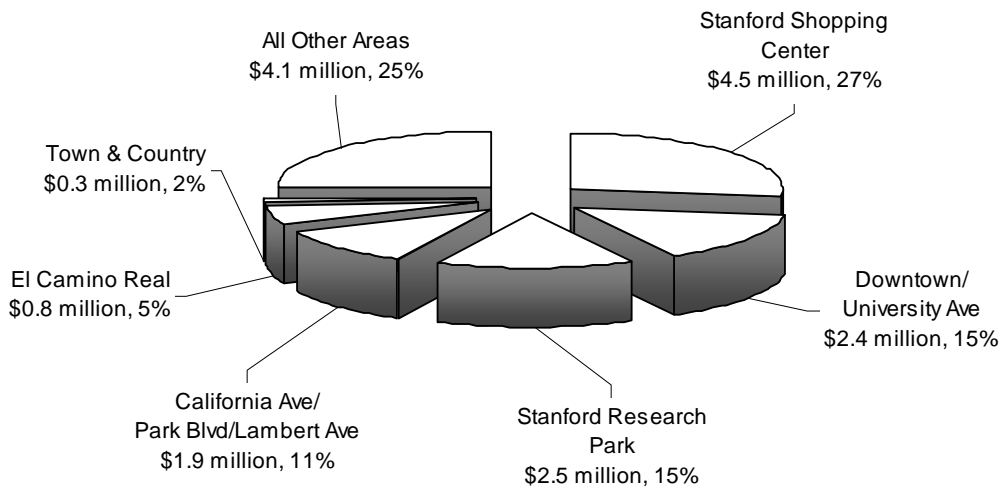 All Other Areas
$4.1 million, 25%
Stanford Shopping
Center
$4.5 million, 27%
Town & Country
$0.3 million, 2%
El Camino Real
$0.8 million, 5%
Downtown/
University Ave
$2.4 million, 15%
California Ave/
Park Blvd/Lambert Ave
$1.9 million, 11%
Stanford Research
Park
$2.5 million, 15%